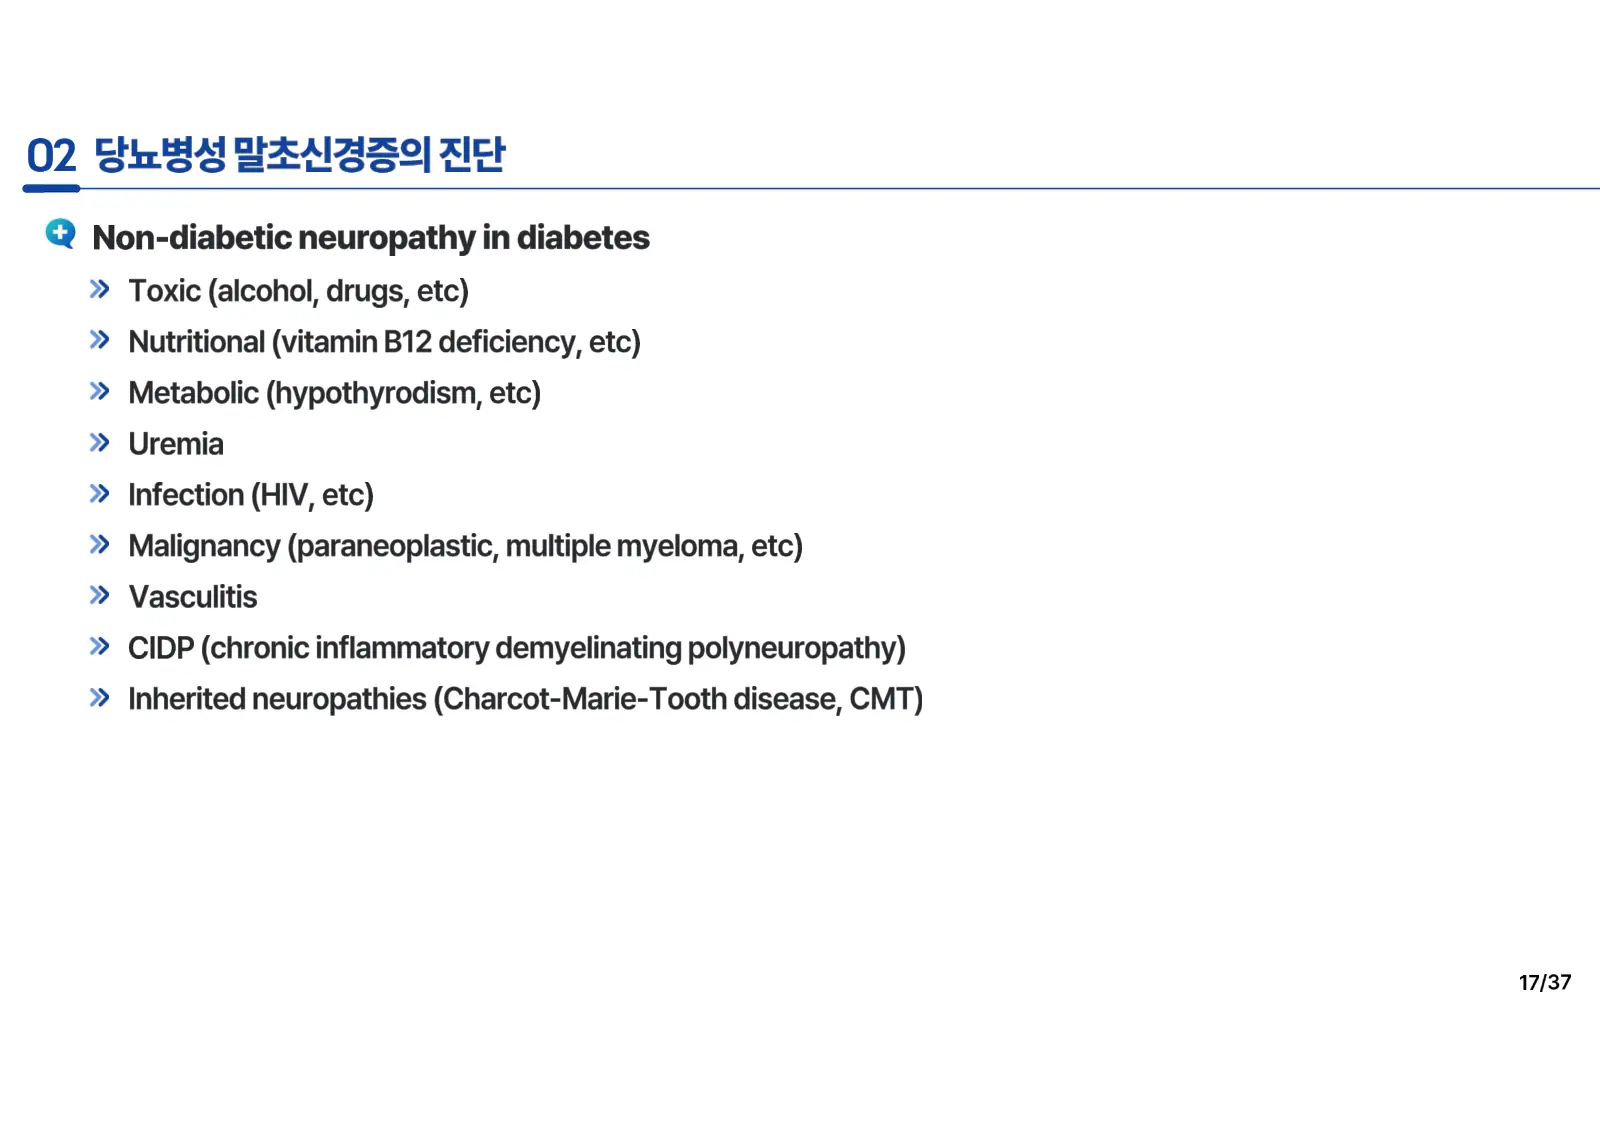 02 당뇨병성 말초신경증의 진단
Non-diabetic neuropathy in diabetes
Toxic (alcohol, drugs, etc)
Nutritional (vitamin B12 deficiency, etc)
Metabolic (hypothyrodism, etc)
Uremia
Infection (HIV, etc)
Malignancy (paraneoplastic, multiple myeloma, etc)
Vasculitis
CIDP (chronic inflammatory demyelinating polyneuropathy)
Inherited neuropathies (Charcot-Marie-Tooth disease, CMT)
17/37